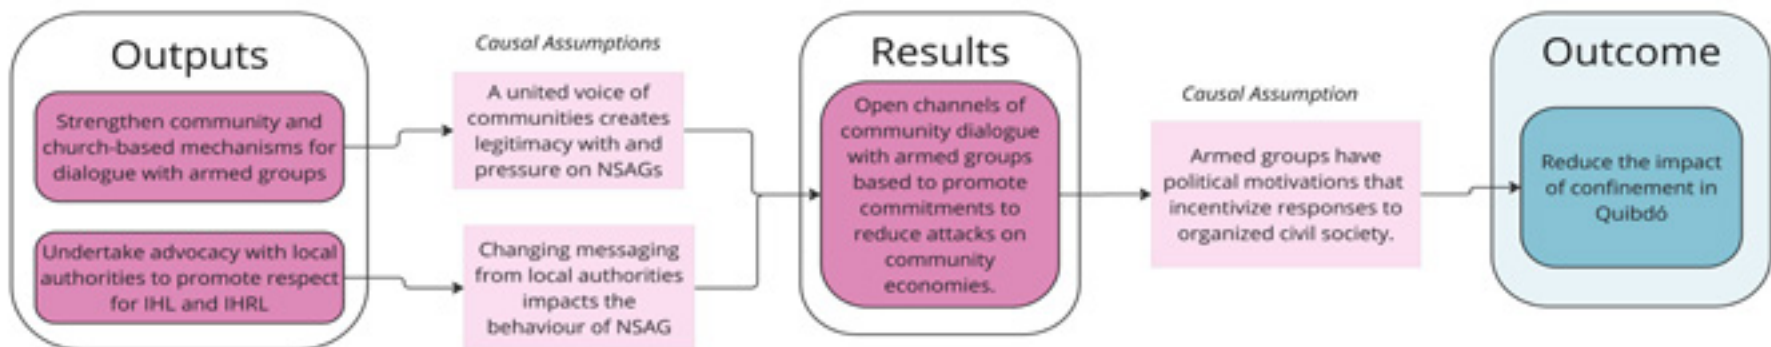 Outputs
Strengthen community and
church-based mechanisms for
dialogue with armed groups
Undertake advocacy with local
authorities to promote respect
for IHL and IHRL
Causal Assumptions
A united voice of
communities creates
legitimacy with and
pressure on NSAGs
Changing messaging
from local authorities
impacts the
behaviour of NSAG
Results
Open channels of
community dialogue
with armed groups
based to promote
commitments to
reduce attacks on
community
economies.
Causal Assumption
Armed groups have
political motivations that
incentivize responses to
organized civil society.
Outcome
Reduce the impact
of confinement in
Quibdó